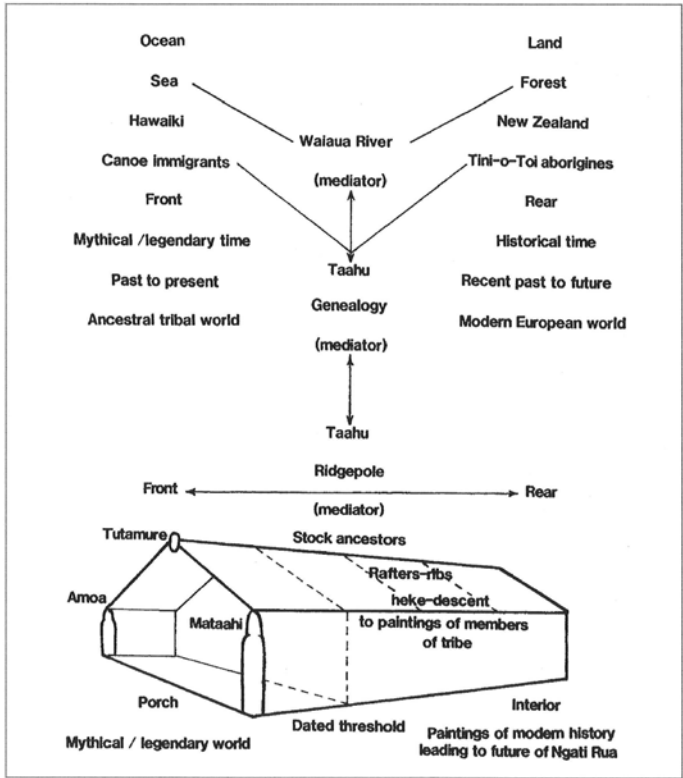 Ocean
Land
Sea
Forest
Hawaiki
New Zealand
Waiaua River
Canoe immigrants
Tini-o-Toi aborigines
(mediator)
Front
Rear
Mythical /legendary time
Historical time
Taahu
Past to present
Recent past to future
Genealogy
Ancestral tribal world
Modern European world
(mediator)
Taahu
Ridgepole
Front
Rear
(mediator)
Tutamure
Stock ancestors
Rafters-ribs
Amoa
heke-descent
Mataahi
to paintings of members
of tribe
Porch
Interior
Dated threshold
Mythical / legendary world
Paintings of modern history
leading to future of Ngati Rua